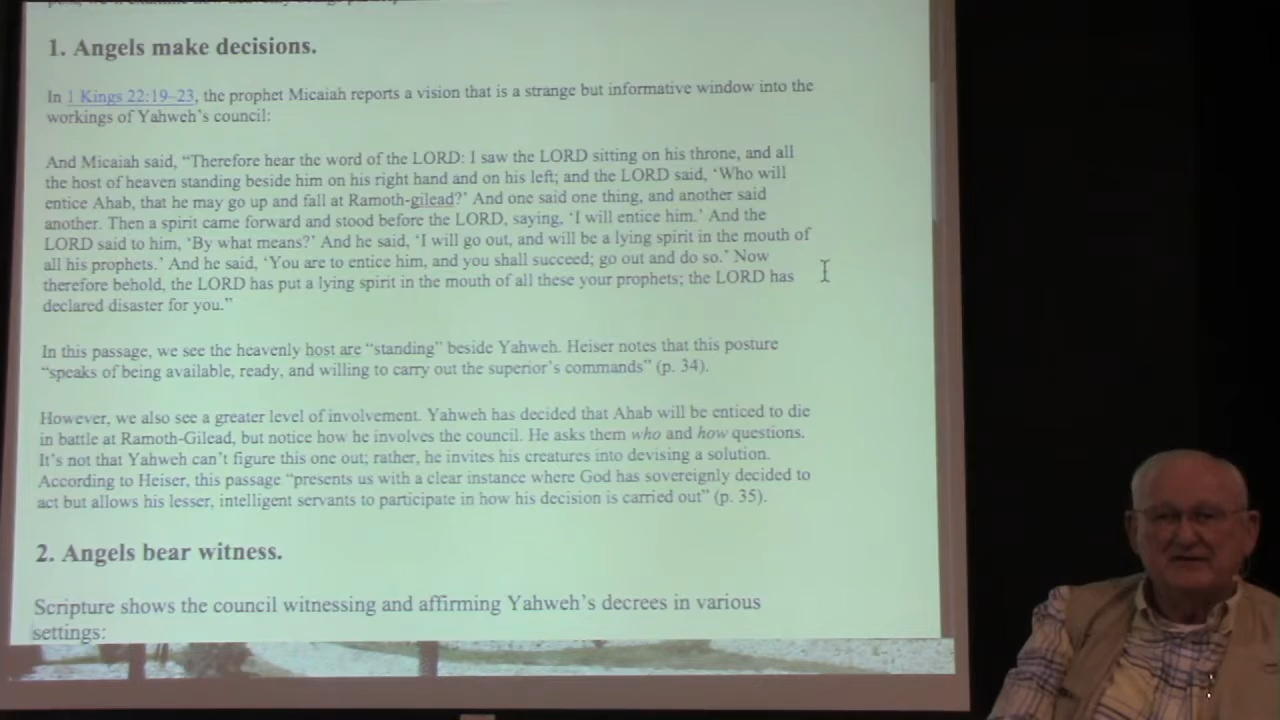 1. Angels make decisions.
In 1 Kings 22:19–23, the prophet Micaiah reports a vision that is a strange but informative window into the
workings of Yahweh’s council:
And Micaiah said, “Therefore hear the word of the LORD: I saw the LORD sitting on his throne, and all
the host of heaven standing beside him on his right hand and on his left; and the LORD said, ‘Who will
entice Ahab, that he may go up and fall at Ramoth-gilead?’ And one said one thing, and another said
another. Then a spirit came forward and stood before the LORD, saying, ‘I will entice him.’ And the
LORD said to him, ‘By what means?’ And he said, ‘I will go out, and will be a lying spirit in the mouth of
all his prophets.’ And he said, ‘You are to entice him, and you shall succeed; go out and do so.’ Now
therefore behold, the LORD has put a lying spirit in the mouth of all these your prophets; the LORD has
declared disaster for you.”
In this passage, we see the heavenly host are “standing” beside Yahweh. Heiser notes that this posture
“speaks of being available, ready, and willing to carry out the superior’s commands” (p. 34).
However, we also see a greater level of involvement. Yahweh has decided that Ahab will be enticed to die
in battle at Ramoth-Gilead, but notice how he involves the council. He asks them who and how questions.
It’s not that Yahweh can’t figure this one out; rather, he invites his creatures into devising a solution.
According to Heiser, this passage “presents us with a clear instance where God has sovereignly decided to
act but allows his lesser, intelligent servants to participate in how his decision is carried out” (p. 35).
2. Angels bear witness.
Scripture shows the council witnessing and affirming Yahweh’s decrees in various
settings: